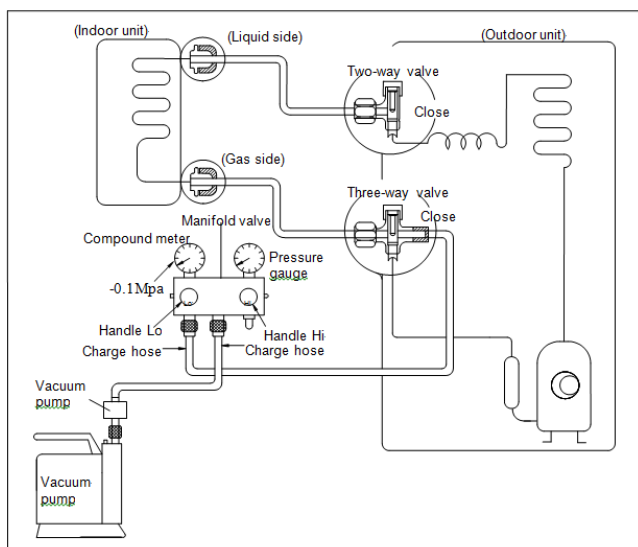 (Indoor unit)
(Liquid side)
(Outdoor unit)
Two-way valve
Close
(Gas side)
Three-way valve
Close
Manifold valve
Compound meter
Pressure
gauge
-0.1Mpa
Handle Lo
Handle Hi
Charge hose
Charge hose
Vacuum
pump
Vacuum
pump